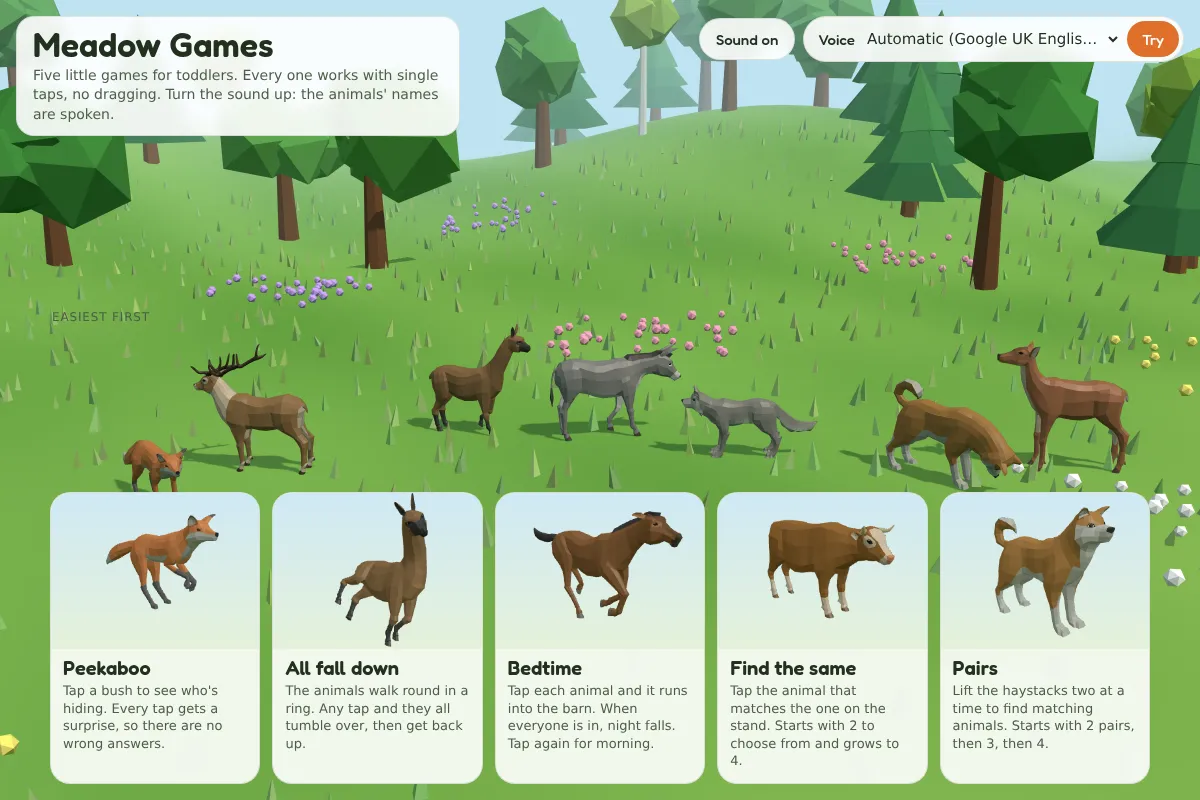 Meadow Games
Five little games for toddlers. Every one works with single
taps, no dragging. Turn the sound up: the animals' names
are spoken.
Sound on
Voice Automatic (Google UK Englis...
Try
EASIEST FIRST
Peekaboo
Tap a bush to see who's
hiding. Every tap gets a
surprise, so there are no
wrong answers.
All fall down
The animals walk round in a
ring. Any tap and they all
tumble over, then get back
up.
Bedtime
Tap each animal and it runs
into the barn. When
everyone is in, night falls.
Tap again for morning.
Find the same
Tap the animal that
matches the one on the
stand. Starts with 2 to
choose from and grows to
4.
Pairs
Lift the haystacks two at a
time to find matching
animals. Starts with 2 pairs,
then 3, then 4.